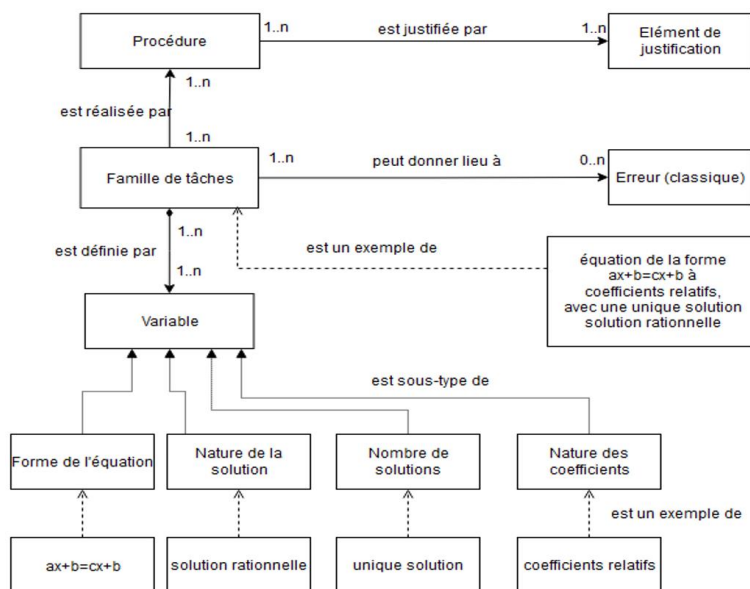 1..n
est justifiée par
1..n
Procédure
Elément de
justification
1..n
est réalisée par
1..n
1..n
peut donner lieu à
0..n
Famille de tâches
Erreur (classique)
1..n
est définie par
est un exemple de
1..n
équation de la forme
ax+b=cx+b à
coefficients relatifs,
avec une unique solution
solution rationnelle
Variable
est sous-type de
Forme de l'équation
Nature de la
solution
Nombre de
solutions
Nature des
coefficients
est un exemple de
ax+b=cx+b
solution rationnelle
unique solution
coefficients relatifs